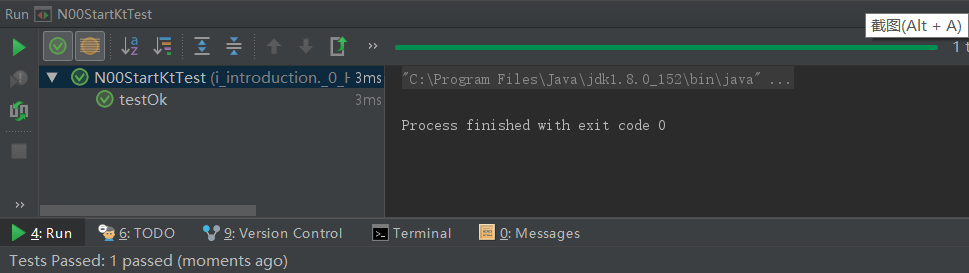 Run N00StartKtTest
截图(Alt + A)
1 t
N00StartKtTest (i_introduction._0_H 3ms
testOk 3ms
"C:\Program Files\Java\jdk1.8.0_152\bin\java" ...
Process finished with exit code 0
4: Run 6: TODO 9: Version Control Terminal 0: Messages
Tests Passed: 1 passed (moments ago)